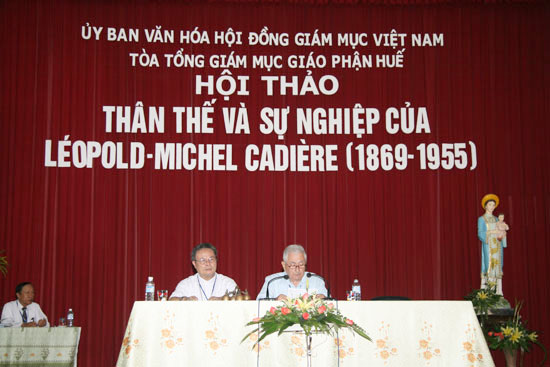 ỦY BAN VĂN HÓA HỘI ĐỒNG GIÁM MỤC VIỆT NAM
TÒA TỔNG GIÁM MỤC GIÁO PHẬN HUẾ
HỘI THẢO
THÂN THẾ VÀ SỰ NGHIỆP CỦA
LÉOPOLD-MICHEL CADIÈRE (1869-1955)